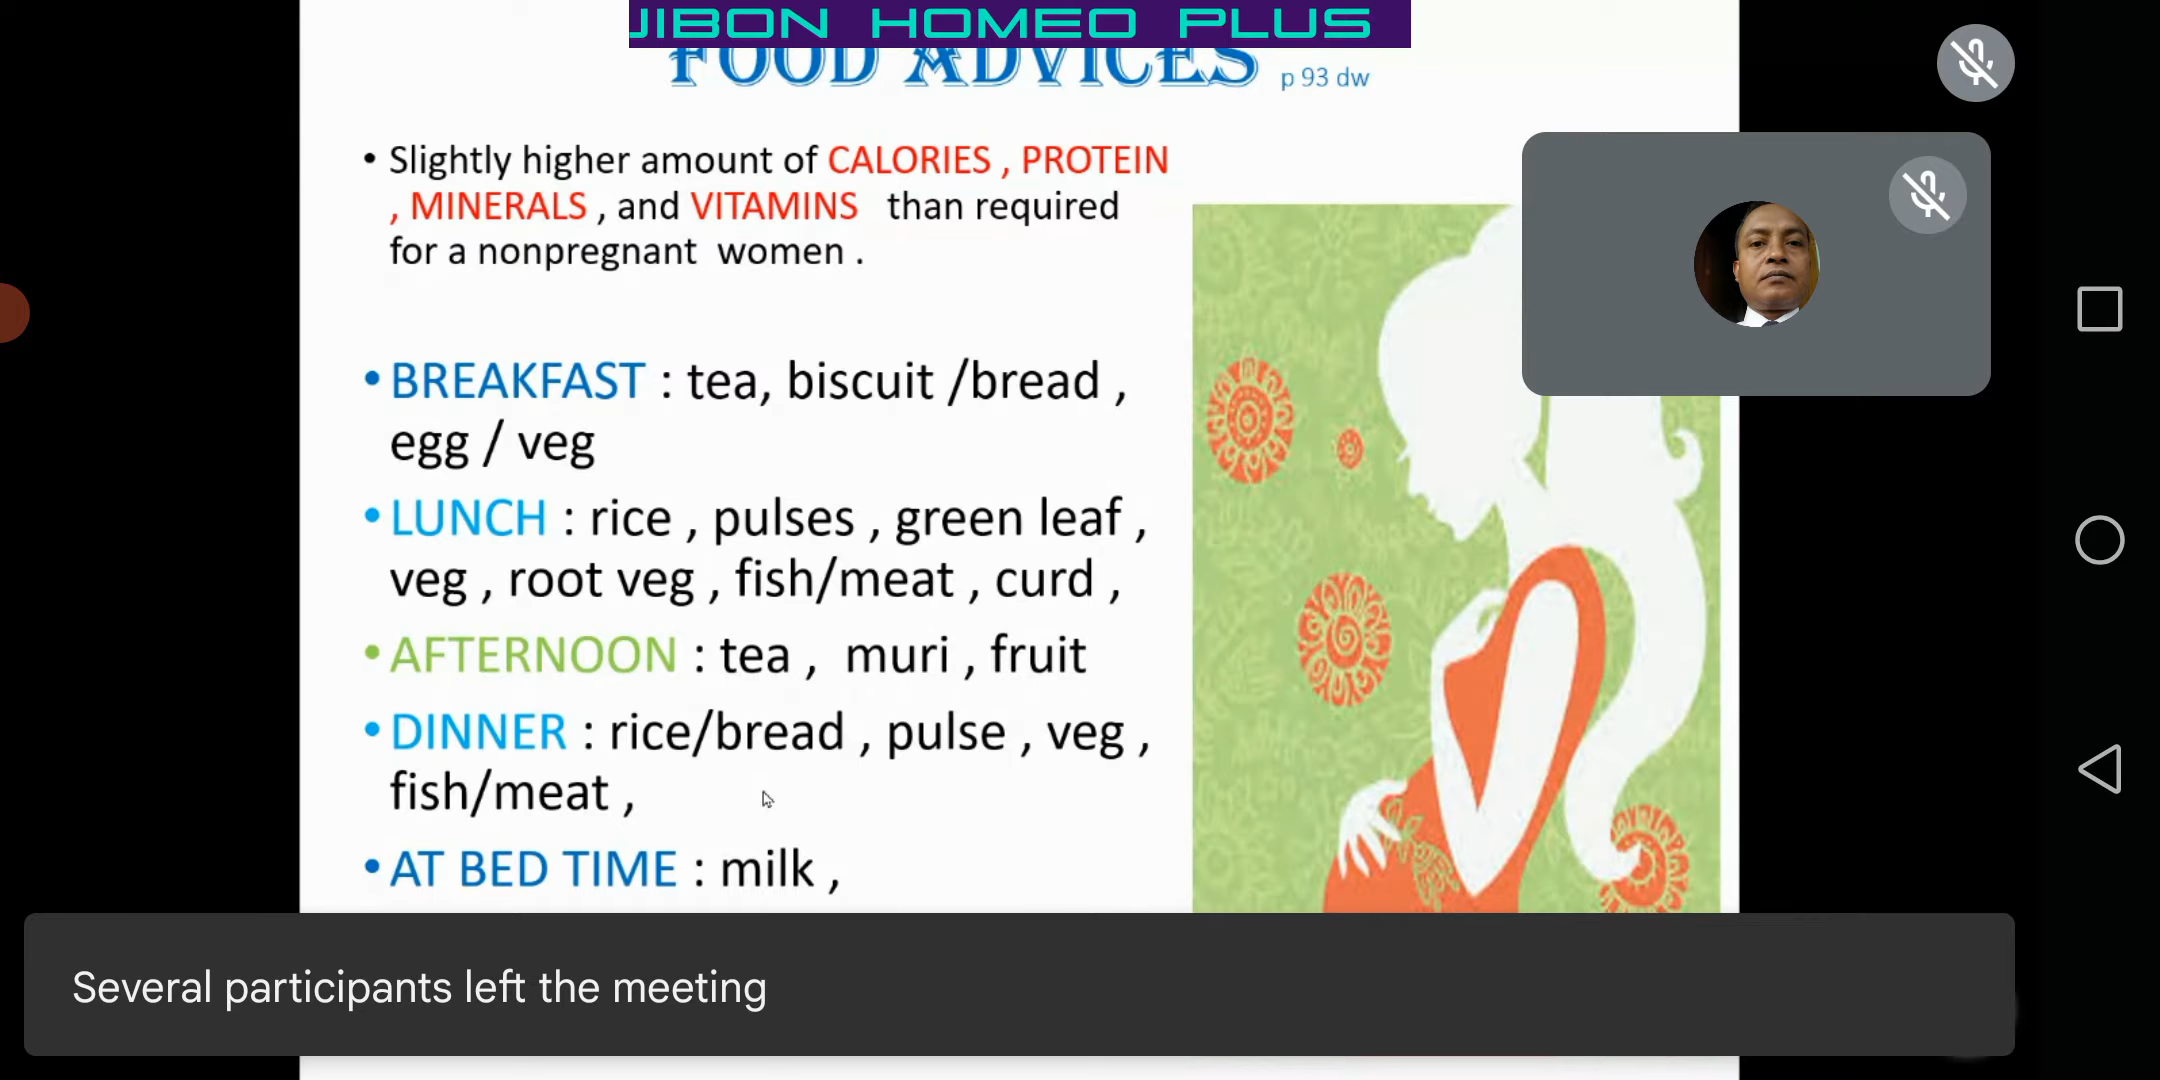 JIBON HOMEO PLUS
FOOD ADVICES p 93 dw
• Slightly higher amount of CALORIES , PROTEIN
, MINERALS , and VITAMINS than required
for a nonpregnant women .
• BREAKFAST : tea, biscuit /bread ,
egg / veg
• LUNCH : rice , pulses , green leaf ,
veg , root veg , fish/meat , curd ,
• AFTERNOON : tea , muri , fruit
• DINNER : rice/bread , pulse , veg ,
fish/meat ,
• AT BED TIME : milk ,
Several participants left the meeting